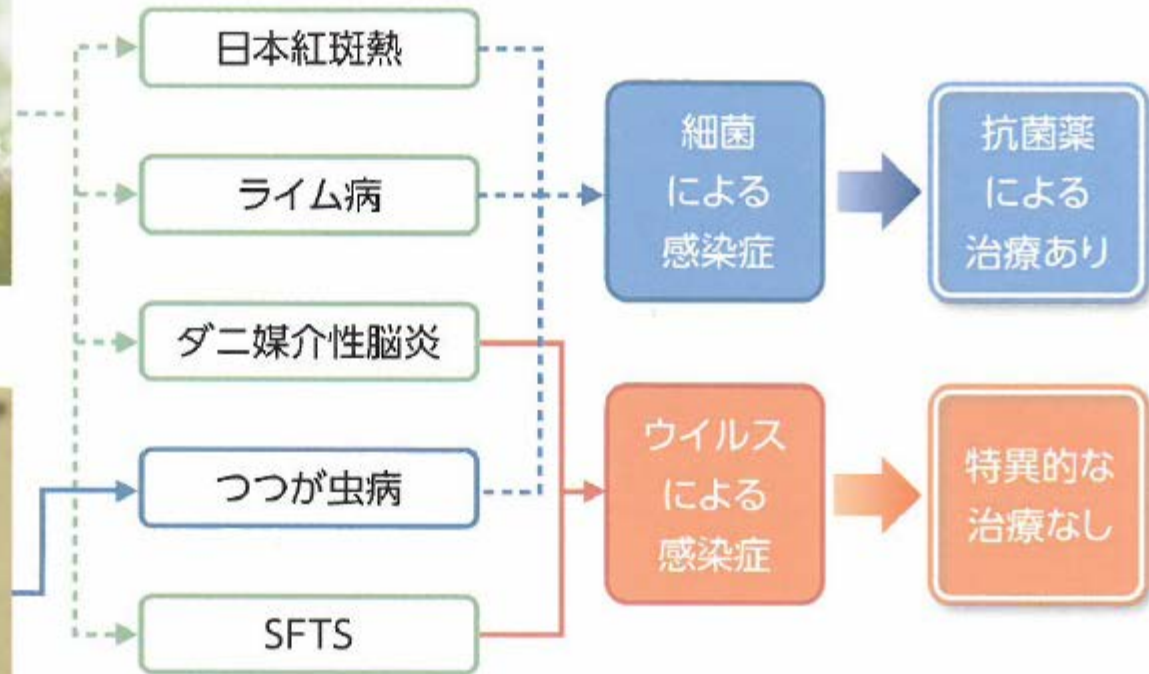 日本紅斑熱
ライム病
ダニ媒介性脳炎
つつが虫病
SFTS
細菌
による
感染症
抗菌薬
による
治療あり
ウイルス
による
感染症
特異的な
治療なし